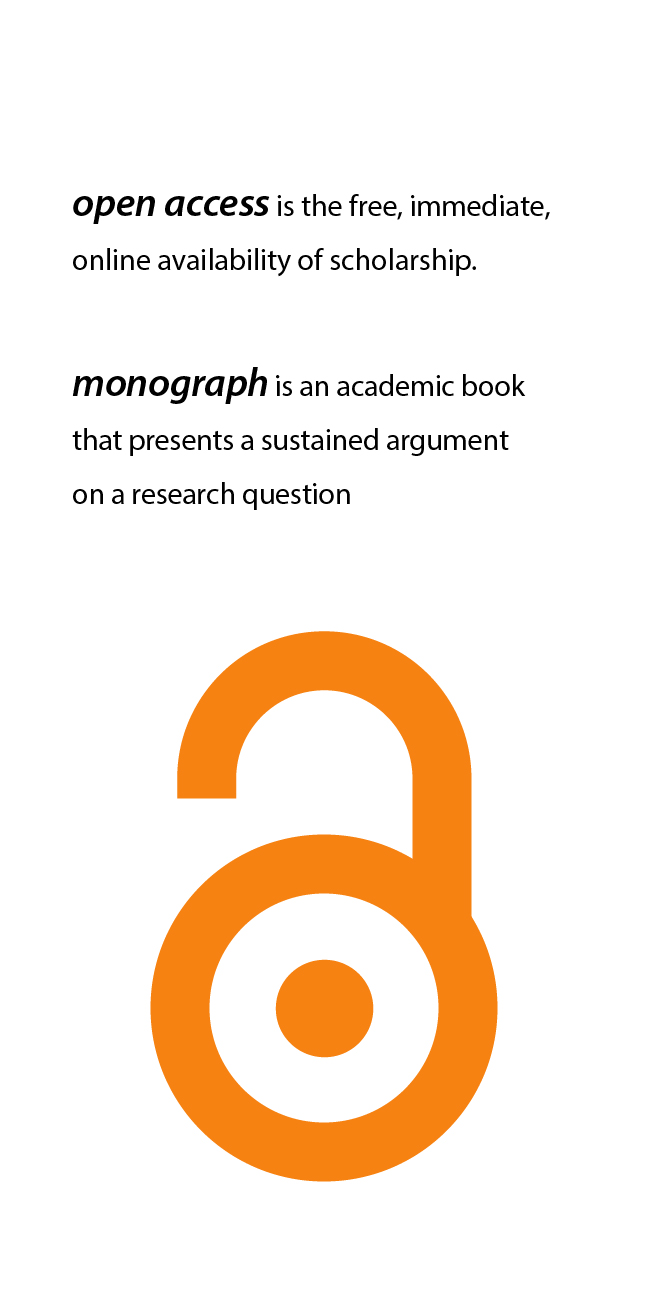 open access is the free, immediate,
online availability of scholarship.
monograph is an academic book
that presents a sustained argument
on a research question